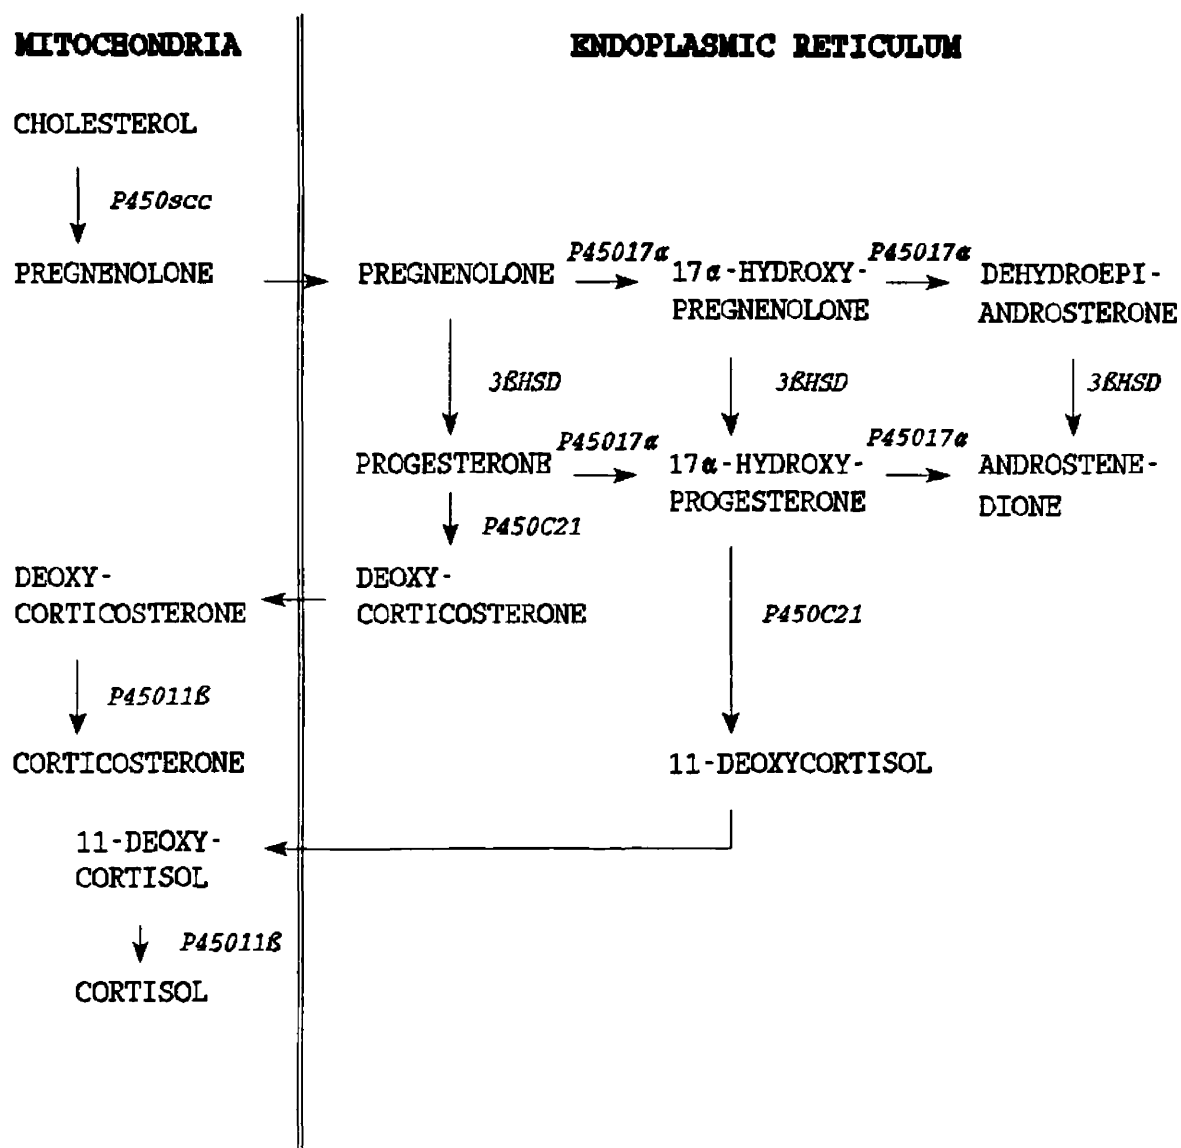 MITOCHONDRIA
ENDOPLASMIC RETICULUM
CHOLESTEROL
P450scc
PREGNENOLONE
PREGNENOLONE
P45017α
17α-HYDROXY-
PREGNENOLONE
P45017α
DEHYDROEPI-
ANDROSTERONE
3ßHSD
3ßHSD
3ßHSD
PROGESTERONE
P45017α
17α-HYDROXY-
PROGESTERONE
P45017α
ANDROSTENE-
DIONE
P450C21
DEOXY-
CORTICOSTERONE
DEOXY-
CORTICOSTERONE
P450C21
P45011ß
CORTICOSTERONE
11-DEOXYCORTISOL
11-DEOXY-
CORTISOL
P45011ß
CORTISOL